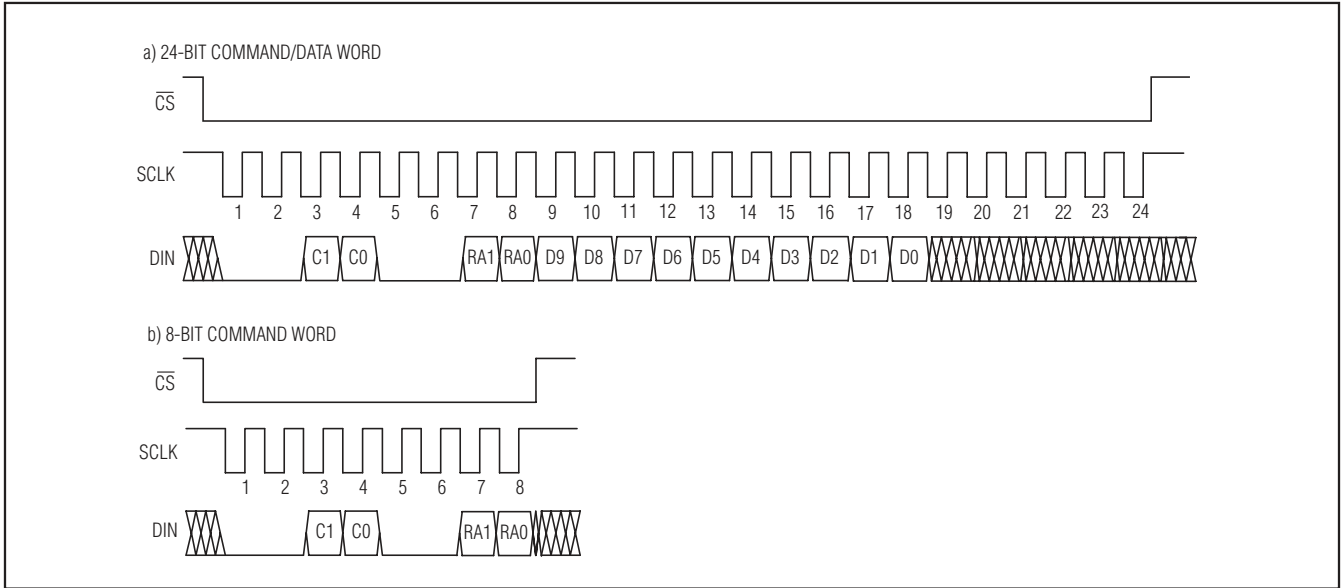 a) 24-BIT COMMAND/DATA WORD
CS
SCLK
1 2 3 4 5 6 7 8 9 10 11 12 13 14 15 16 17 18 19 20 21 22 23 24
DIN C1 C0 RA1 RA0 D9 D8 D7 D6 D5 D4 D3 D2 D1 D0
b) 8-BIT COMMAND WORD
CS
SCLK
1 2 3 4 5 6 7 8
DIN C1 C0 RA1 RA0